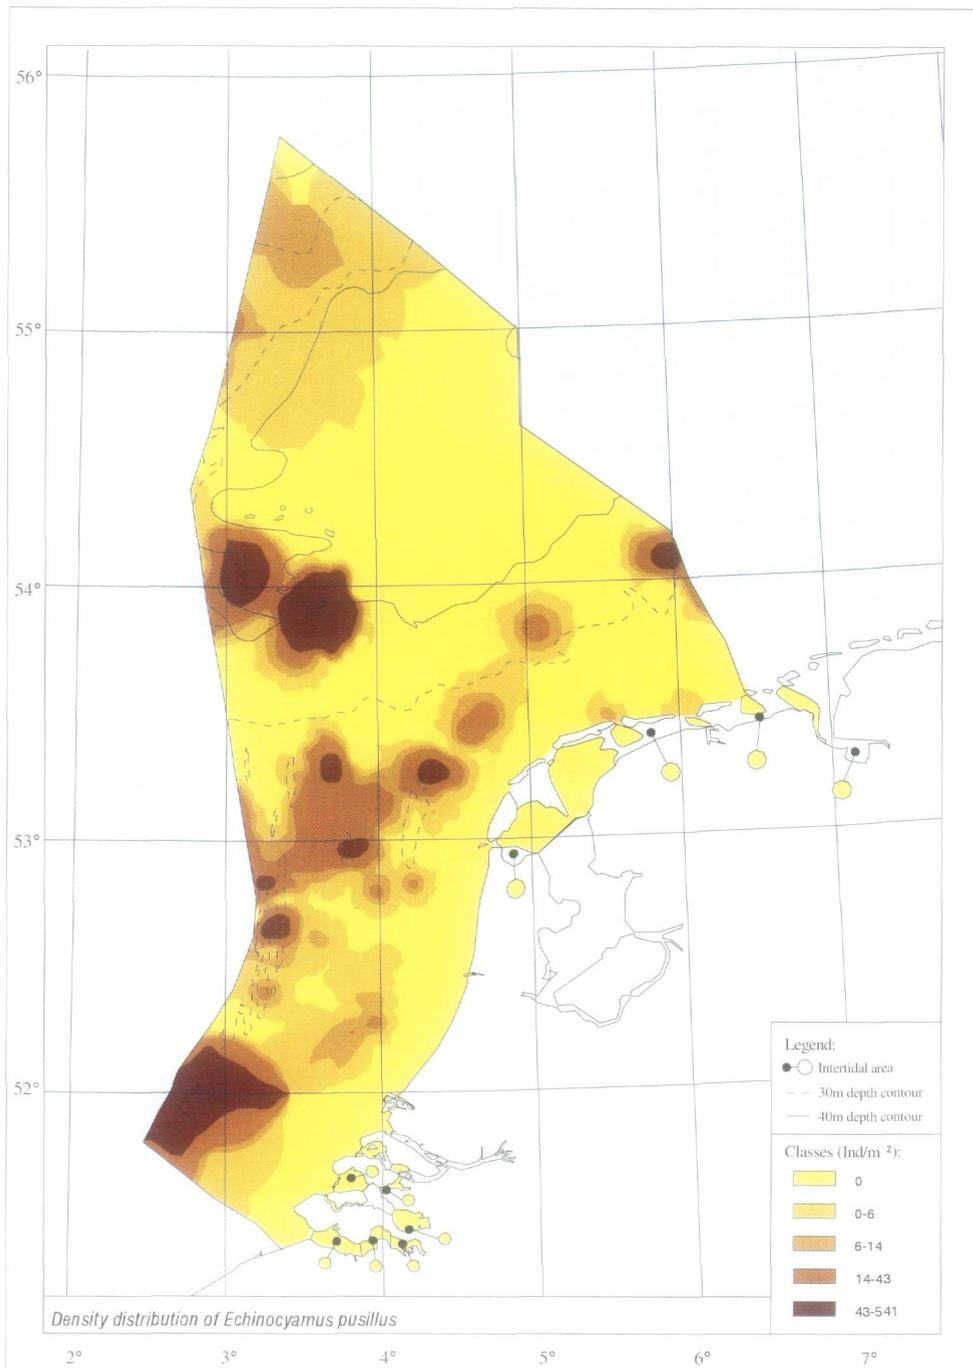 56°
55°
54°
53°
52°
Legend:
Intertidal area
30m depth contour
40m depth contour
Classes (Ind/m ²):
0
0-6
6-14
14-43
43-541
Density distribution of Echinocyamus pusillus
2° 3° 4° 5° 6° 7°